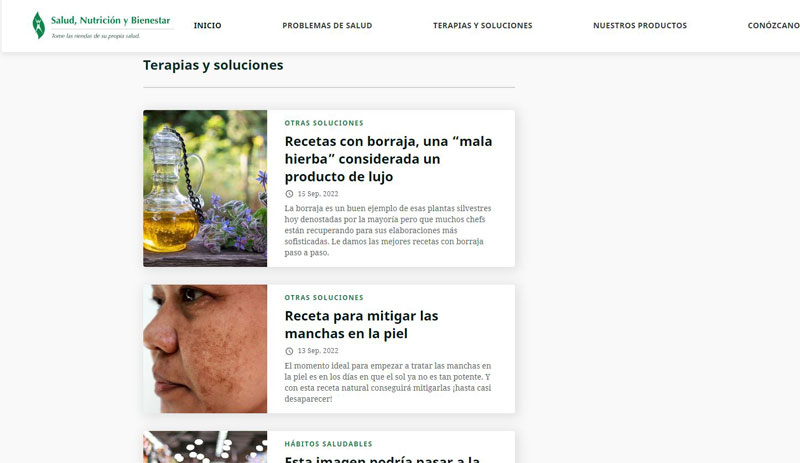 Salud, Nutrición y Bienestar
Tome las riendas de su propia salud.
INICIO
PROBLEMAS DE SALUD
TERAPIAS Y SOLUCIONES
NUESTROS PRODUCTOS
CONÓZCANO
Terapias y soluciones
OTRAS SOLUCIONES
Recetas con borraja, una “mala
hierba” considerada un
producto de lujo
15 Sep, 2022
La borraja es un buen ejemplo de esas plantas silvestres
hoy denostadas por la mayoría pero que muchos chefs
están recuperando para sus elaboraciones más
sofisticadas. Le damos las mejores recetas con borraja
paso a paso.
OTRAS SOLUCIONES
Receta para mitigar las
manchas en la piel
13 Sep, 2022
El momento ideal para empezar a tratar las manchas en
la piel es en los días en que el sol ya no es tan potente. Y
con esta receta natural conseguirá mitigarlas ¡hasta casi
desaparecer!
HÁBITOS SALUDABLES
Esta imagen podría pasar a la